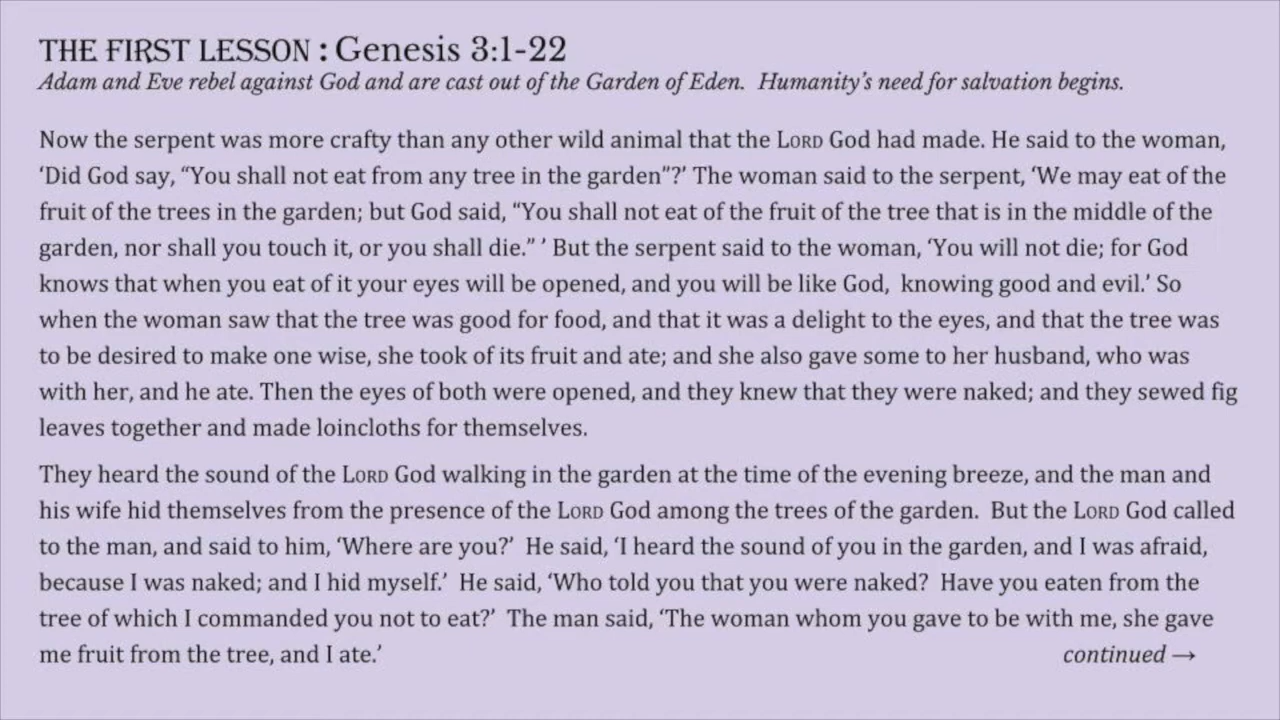 THE FIRST LESSON : Genesis 3:1-22
Adam and Eve rebel against God and are cast out of the Garden of Eden.  Humanity’s need for salvation begins.
Now the serpent was more crafty than any other wild animal that the LORD God had made. He said to the woman,
‘Did God say, “You shall not eat from any tree in the garden”?’ The woman said to the serpent, ‘We may eat of the
fruit of the trees in the garden; but God said, “You shall not eat of the fruit of the tree that is in the middle of the
garden, nor shall you touch it, or you shall die.” ’ But the serpent said to the woman, ‘You will not die; for God
knows that when you eat of it your eyes will be opened, and you will be like God,  knowing good and evil.’ So
when the woman saw that the tree was good for food, and that it was a delight to the eyes, and that the tree was
to be desired to make one wise, she took of its fruit and ate; and she also gave some to her husband, who was
with her, and he ate. Then the eyes of both were opened, and they knew that they were naked; and they sewed fig
leaves together and made loincloths for themselves.
They heard the sound of the LORD God walking in the garden at the time of the evening breeze, and the man and
his wife hid themselves from the presence of the LORD God among the trees of the garden.  But the LORD God called
to the man, and said to him, ‘Where are you?’  He said, ‘I heard the sound of you in the garden, and I was afraid,
because I was naked; and I hid myself.’  He said, ‘Who told you that you were naked?  Have you eaten from the
tree of which I commanded you not to eat?’  The man said, ‘The woman whom you gave to be with me, she gave
me fruit from the tree, and I ate.’ continued →